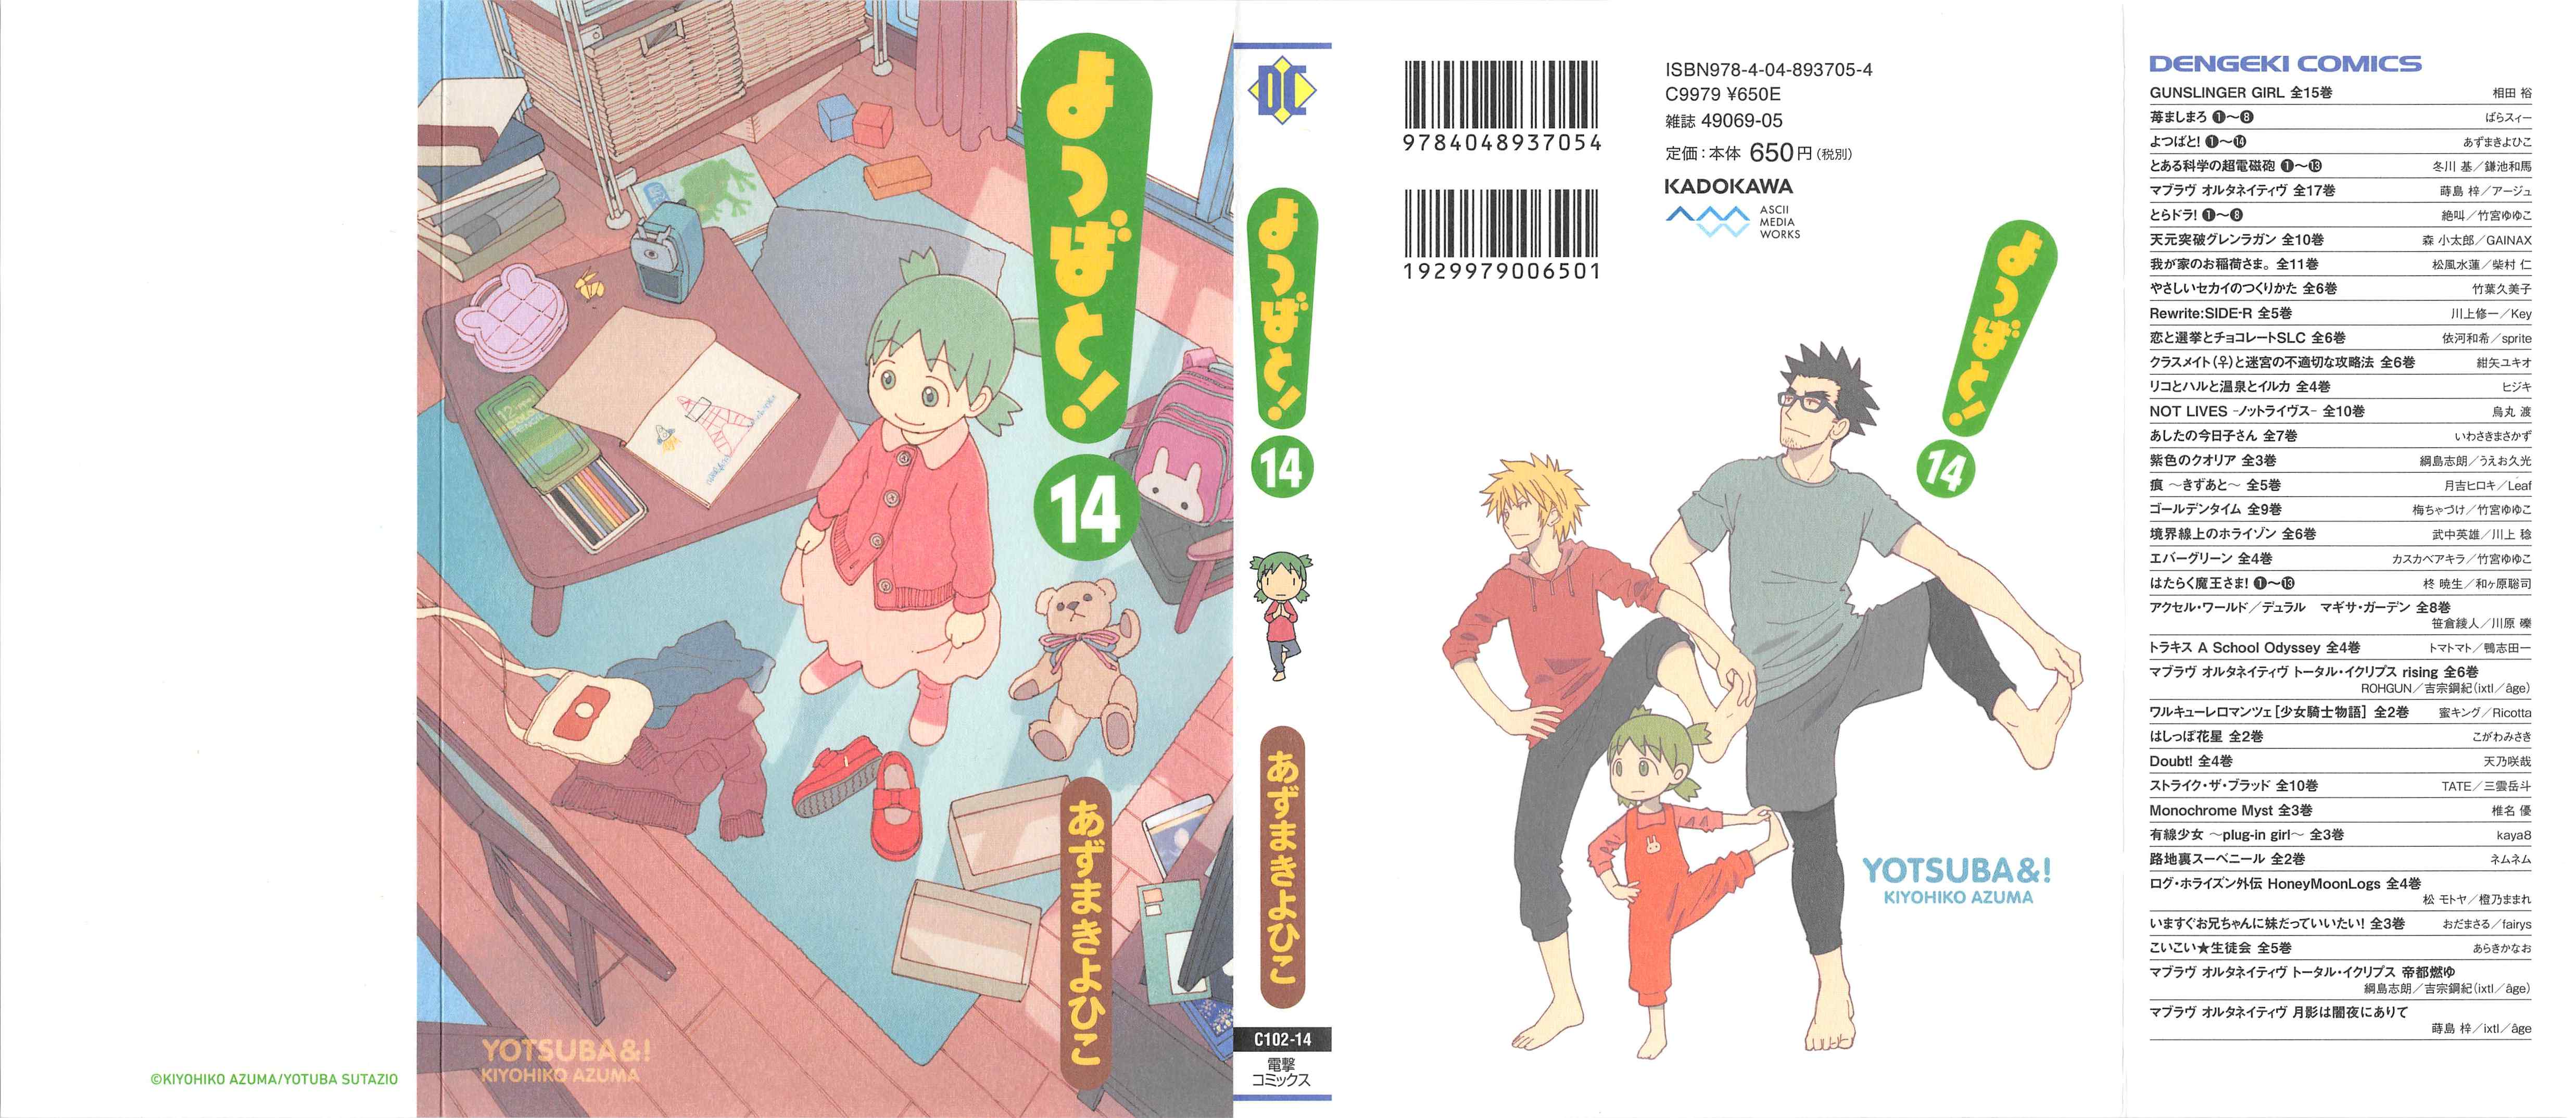 ©KIYOHIKO AZUMA/YOTUBA SUTAZIO
よつばと!
14
あずまきよひこ
YOTSUBA&!
KIYOHIKO AZUMA
DC
よつばと!
14
あずまきよひこ
C102-14
電撃
コミックス
9784048937054
1929979006501
ISBN978-4-04-893705-4
C9979 ¥650E
雑誌 49069-05
定価:本体 650円(税別)
KADOKAWA
ASCII
MEDIA
WORKS
よつばと!
14
YOTSUBA&!
KIYOHIKO AZUMA
DENGEKI COMICS
GUNSLINGER GIRL 全15巻 相田 裕
苺ましまろ ❶〜❽ ばらスィー
よつばと! ❶〜⓮ あずまきよひこ
とある科学の超電磁砲 ❶〜⓭ 冬川 基/鎌池和馬
マブラヴ オルタネイティヴ 全17巻 蒔島 梓/アージュ
とらドラ! ❶〜❽ 絶叫/竹宮ゆゆこ
天元突破グレンラガン 全10巻 森 小太郎/GAINAX
我が家のお稲荷さま。 全11巻 松風水蓮/柴村 仁
やさしいセカイのつくりかた 全6巻 竹葉久美子
Rewrite:SIDE-R 全5巻 川上修一/Key
恋と選挙とチョコレートSLC 全6巻 依河和希/sprite
クラスメイト(♀)と迷宮の不適切な攻略法 全6巻 紺矢ユキオ
リコとハルと温泉とイルカ 全4巻 ヒジキ
NOT LIVES -ノットライヴス- 全10巻 烏丸 渡
あしたの今日子さん 全7巻 いわさきまさかず
紫色のクオリア 全3巻 綱島志朗/うえお久光
痕 〜きずあと〜 全5巻 月吉ヒロキ/Leaf
ゴールデンタイム 全9巻 梅ちゃづけ/竹宮ゆゆこ
境界線上のホライゾン 全6巻 武中英雄/川上 稔
エバーグリーン 全4巻 カスカベアキラ/竹宮ゆゆこ
はたらく魔王さま! ❶〜⓭ 柊 暁生/和ヶ原聡司
アクセル・ワールド/デュラル マギサ・ガーデン 全8巻
笹倉綾人/川原 礫
トラキス A School Odyssey 全4巻 トマトマト/鴨志田一
マブラヴ オルタネイティヴ トータル・イクリプス rising 全6巻
ROHGUN/吉宗鋼紀(ixtl/âge)
ワルキューレロマンツェ[少女騎士物語] 全2巻 蜜キング/Ricotta
はしっぽ花星 全2巻 こがわみさき
Doubt! 全4巻 天乃咲哉
ストライク・ザ・ブラッド 全10巻 TATE/三雲岳斗
Monochrome Myst 全3巻 椎名 優
有線少女 〜plug-in girl〜 全3巻 kaya8
路地裏スーベニール 全2巻 ネムネム
ログ・ホライズン外伝 HoneyMoonLogs 全4巻
松 モトヤ/橙乃ままれ
いますぐお兄ちゃんに妹だっていいたい! 全3巻 おだまさる/fairys
こいこい★生徒会 全5巻 あらきかなお
マブラヴ オルタネイティヴ トータル・イクリプス 帝都燃ゆ
綱島志朗/吉宗鋼紀(ixtl/âge)
マブラヴ オルタネイティヴ 月影は闇夜にありて
蒔島 梓/ixtl/âge